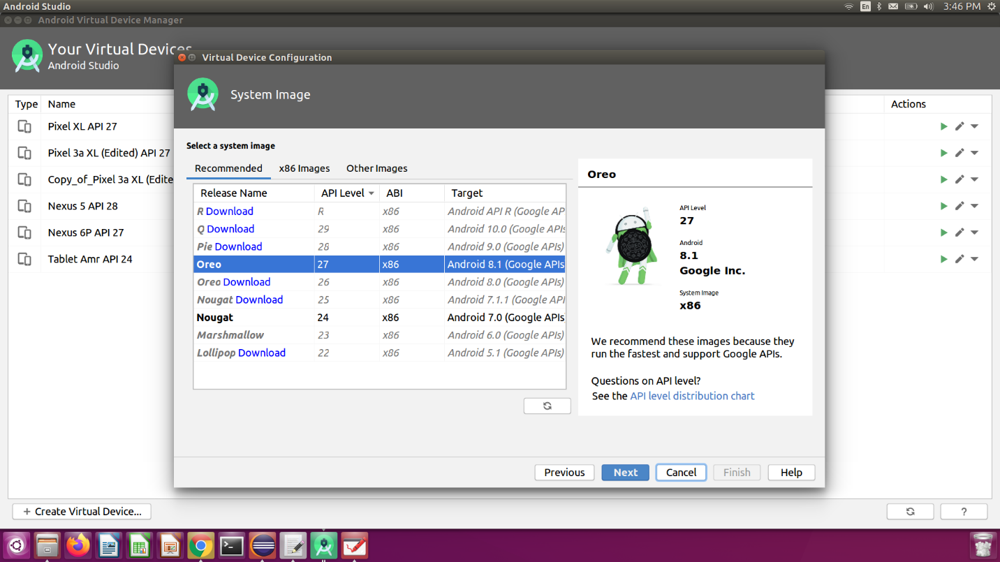 Android Studio
En
3:46 PM
Android Virtual Device Manager
Your Virtual Devices
Android Studio
Virtual Device Configuration
System Image
Type Name Actions
Pixel XL API 27
Pixel 3a XL (Edited) API 27
Copy_of_Pixel 3a XL (Edite
Nexus 5 API 28
Nexus 6P API 27
Tablet Amr API 24
Select a system image
Recommended x86 Images Other Images
Release Name API Level ABI Target
R Download R x86 Android API R (Google AP
Q Download 29 x86 Android 10.0 (Google APIs
Pie Download 28 x86 Android 9.0 (Google APIs)
Oreo 27 x86 Android 8.1 (Google APIs
Oreo Download 26 x86 Android 8.0 (Google APIs)
Nougat Download 25 x86 Android 7.1.1 (Google API
Nougat 24 x86 Android 7.0 (Google APIs
Marshmallow 23 x86 Android 6.0 (Google APIs)
Lollipop Download 22 x86 Android 5.1 (Google APIs)
Oreo
OREO
API Level
27
Android
8.1
Google Inc.
System Image
x86
We recommend these images because they
run the fastest and support Google APIs.
Questions on API level?
See the API level distribution chart
Previous Next Cancel Finish Help
+ Create Virtual Device...
?